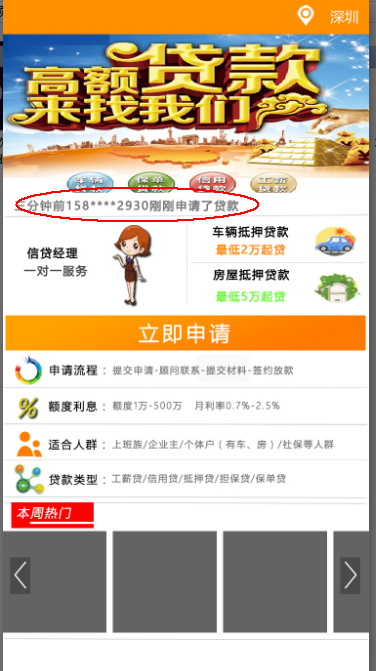 深圳
高额贷款
来找我们
车辆贷款
保单贷款
信用贷款
工薪贷款
三分钟前158****2930刚刚申请了贷款
信贷经理
一对一服务
车辆抵押贷款
最低2万起贷
房屋抵押贷款
最低5万起贷
立即申请
申请流程：提交申请-顾问联系-提交材料-签约放款
额度利息：额度1万-500万 月利率0.7%-2.5%
适合人群：上班族/企业主/个体户（有车、房）/社保等人群
贷款类型：工薪贷/信用贷/抵押贷/担保贷/保单贷
本周热门